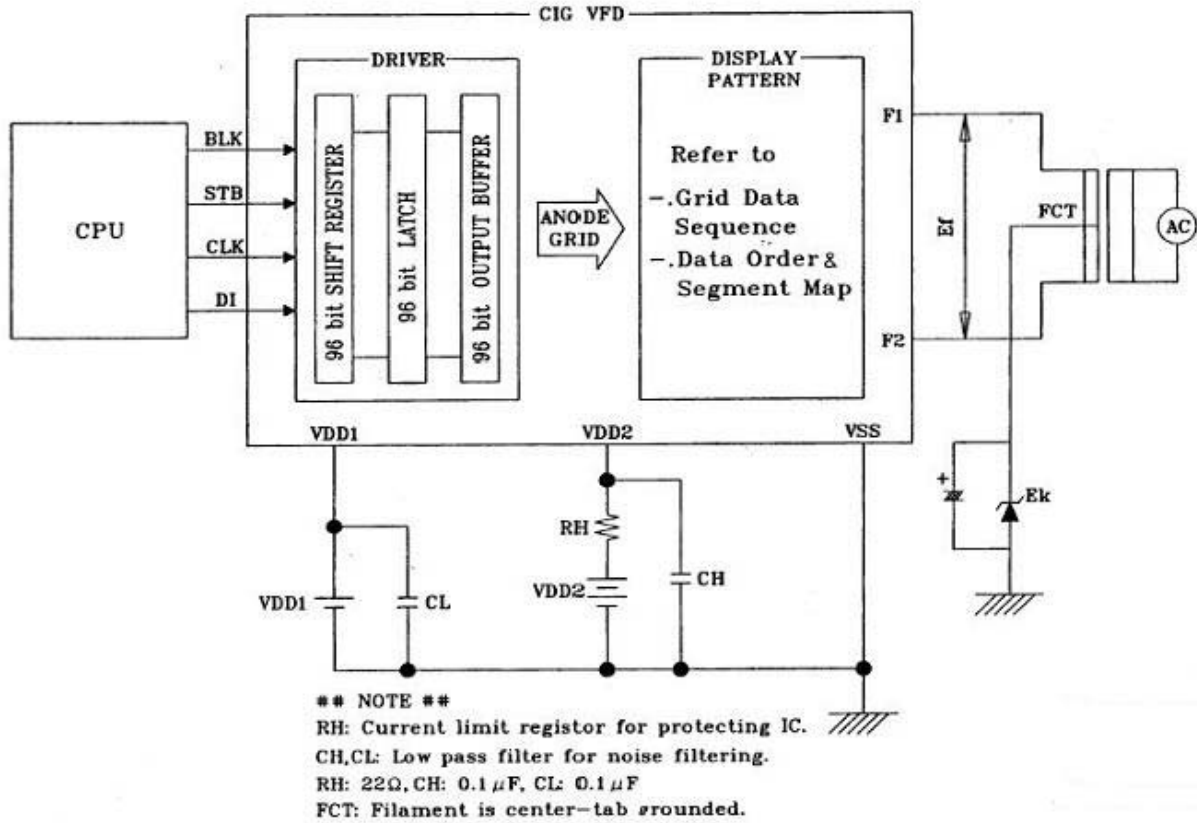 CIG VFD
DRIVER
DISPLAY
PATTERN
CPU
BLK
STB
CLK
DI
96 bit SHIFT REGISTER
96 bit LATCH
96 bit OUTPUT BUFFER
ANODE
GRID
Refer to
-.Grid Data
Sequence
-.Data Order &
Segment Map
F1
F2
Ef
FCT
AC
VDD1
VDD2
VSS
+
Ek
RH
VDD1
CL
VDD2
CH
## NOTE ##
RH: Current limit registor for protecting IC.
CH,CL: Low pass filter for noise filtering.
RH: 22Ω, CH: 0.1μF, CL: 0.1μF
FCT: Filament is center-tab grounded.